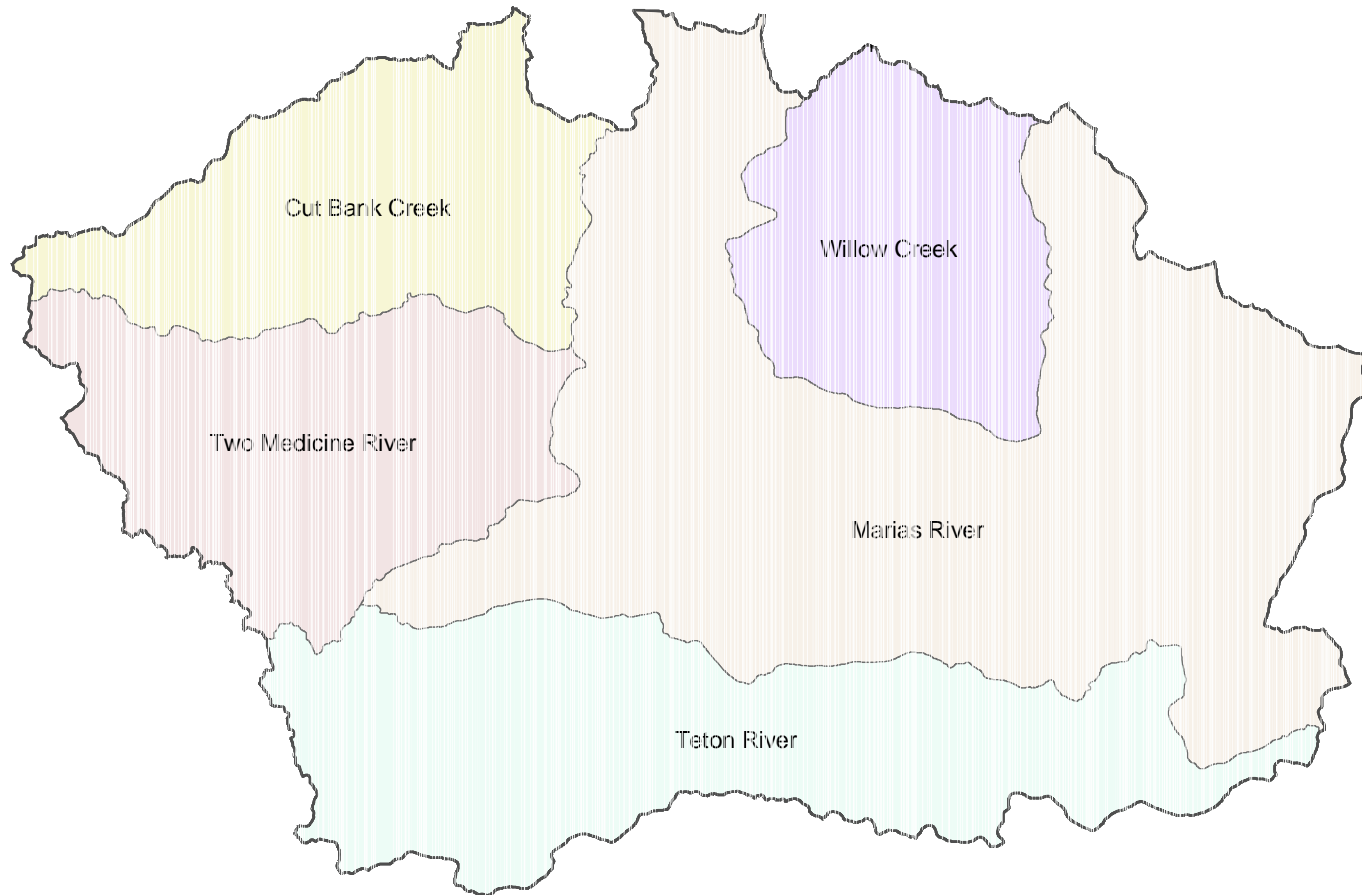 Cut Bank Creek
Willow Creek
Two Medicine River
Marias River
Teton River